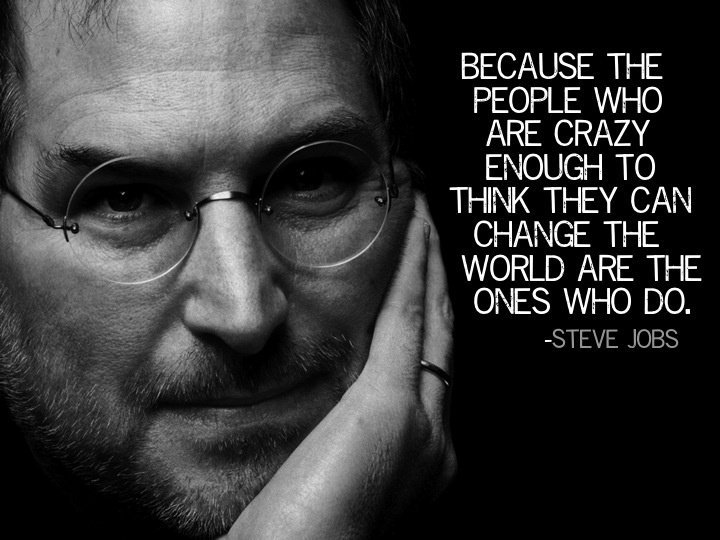 BECAUSE THE
PEOPLE WHO
ARE CRAZY
ENOUGH TO
THINK THEY CAN
CHANGE THE
WORLD ARE THE
ONES WHO DO.
-STEVE JOBS